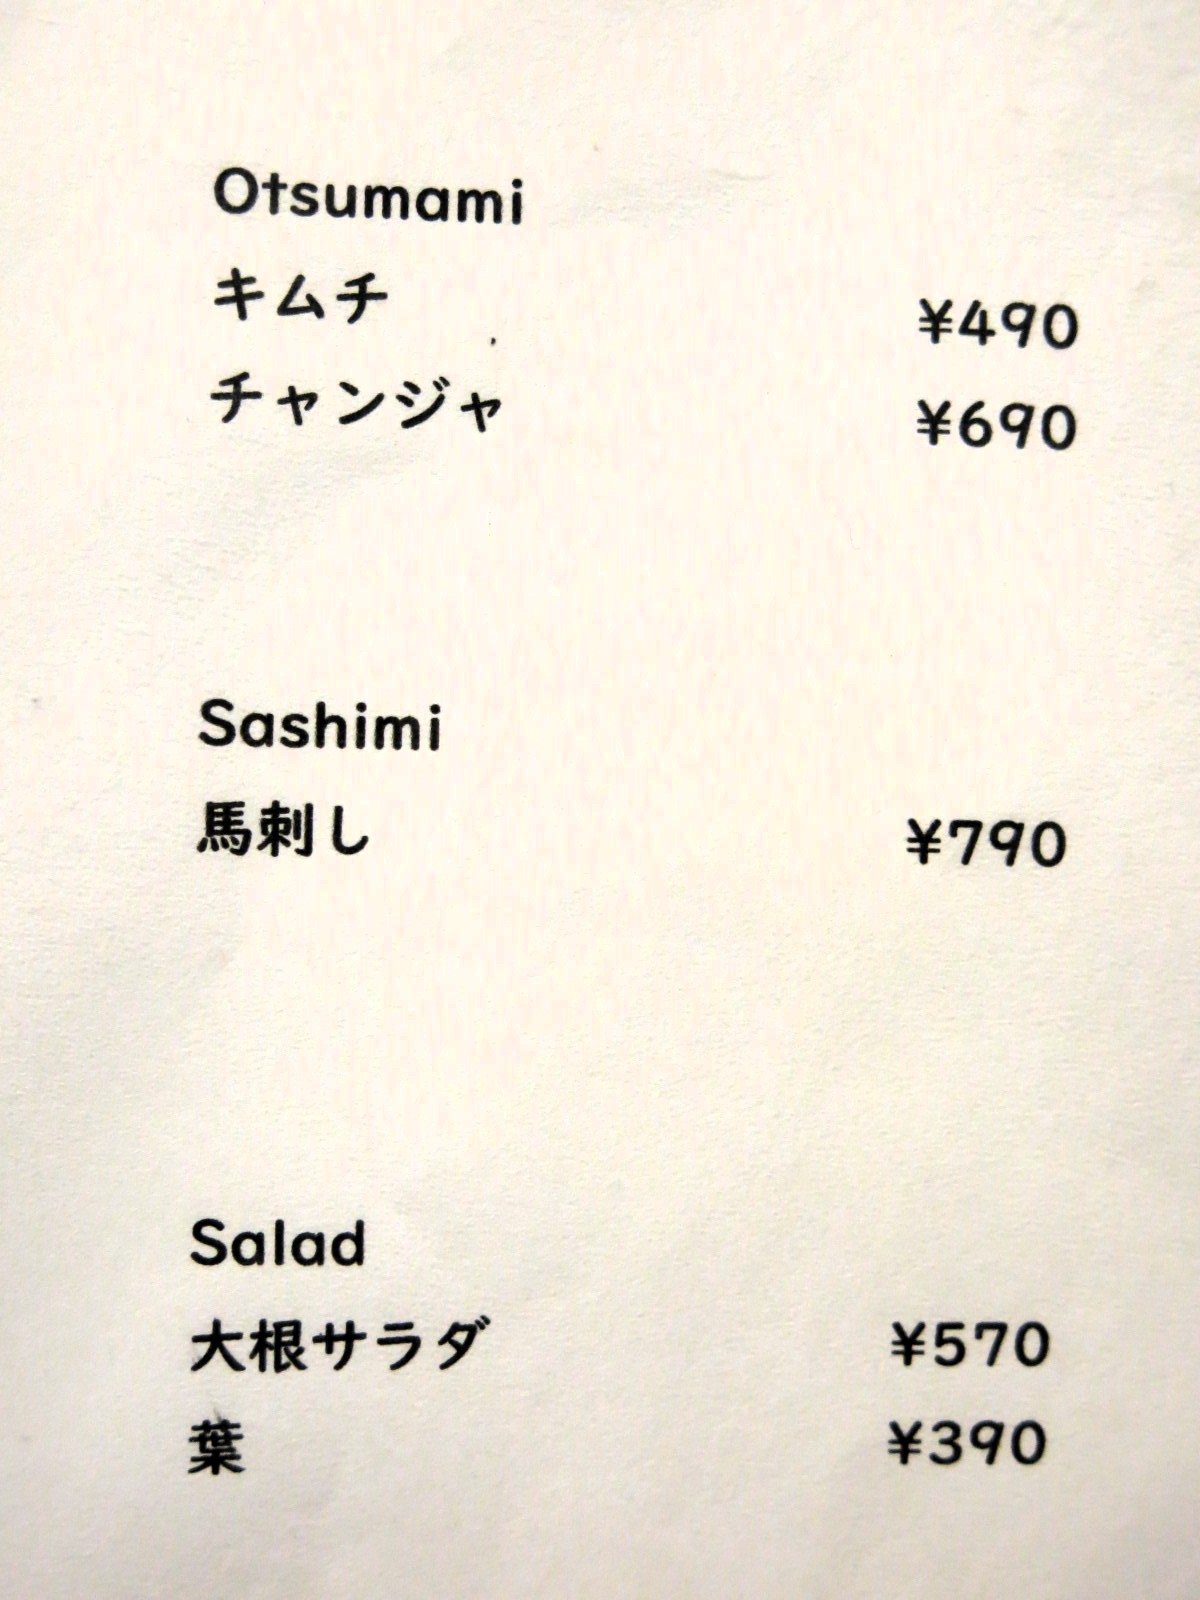 Otsumami
キムチ ¥490
チャンジャ ¥690
Sashimi
馬刺し ¥790
Salad
大根サラダ ¥570
葉 ¥390